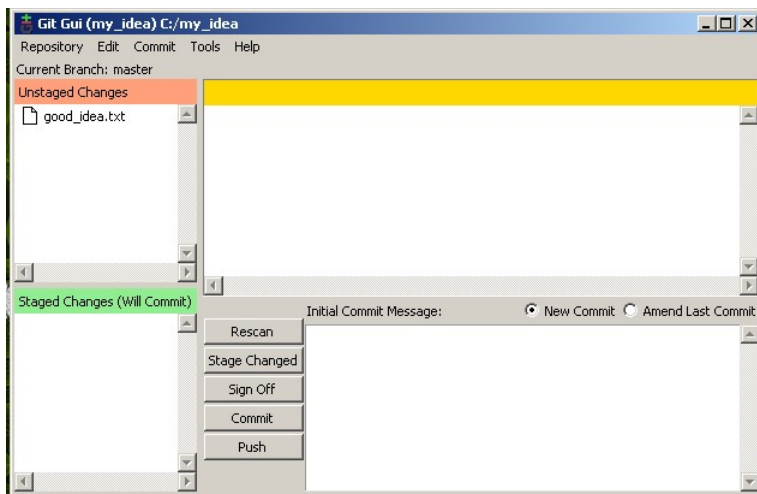 Git Gui (my_idea) C:/my_idea
Repository Edit Commit Tools Help
Current Branch: master
Unstaged Changes
good_idea.txt
Staged Changes (Will Commit)
Initial Commit Message: New Commit Amend Last Commit
Rescan
Stage Changed
Sign Off
Commit
Push